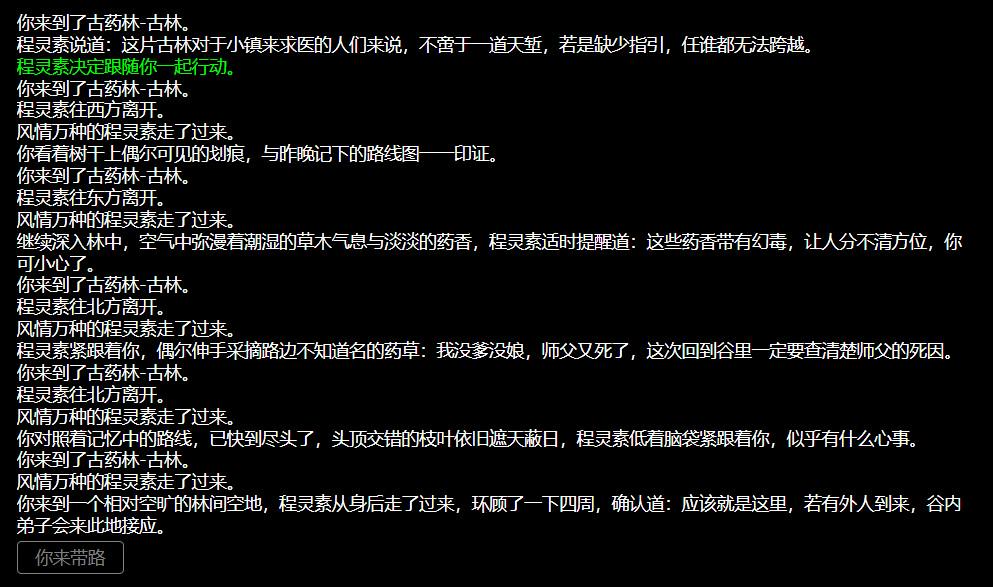 你来到了古药林-古林。
程灵素说道：这片古林对于小镇来求医的人们来说，不啻于一道天堑，若是缺少指引，任谁都无法跨越。
程灵素决定跟随你一起行动。
你来到了古药林-古林。
程灵素往西方离开。
风情万种的程灵素走了过来。
你看着树干上偶尔可见的划痕，与昨晚记下的路线图一一印证。
你来到了古药林-古林。
程灵素往东方离开。
风情万种的程灵素走了过来。
继续深入林中，空气中弥漫着潮湿的草木气息与淡淡的药香，程灵素适时提醒道：这些药香带有幻毒，让人分不清方位，你
可小心了。
你来到了古药林-古林。
程灵素往北方离开。
风情万种的程灵素走了过来。
程灵素紧跟着你，偶尔伸手采摘路边不知道名的药草：我没爹没娘，师父又死了，这次回到谷里一定要查清楚师父的死因。
你来到了古药林-古林。
程灵素往北方离开。
风情万种的程灵素走了过来。
你对照着记忆中的路线，已快到尽头了，头顶交错的枝叶依旧遮天蔽日，程灵素低着脑袋紧跟着你，似乎有什么心事。
你来到了古药林-古林。
风情万种的程灵素走了过来。
你来到一个相对空旷的林间空地，程灵素从身后走了过来，环顾了一下四周，确认道：应该就是这里，若有外人到来，谷内
弟子会来此地接应。
你来带路